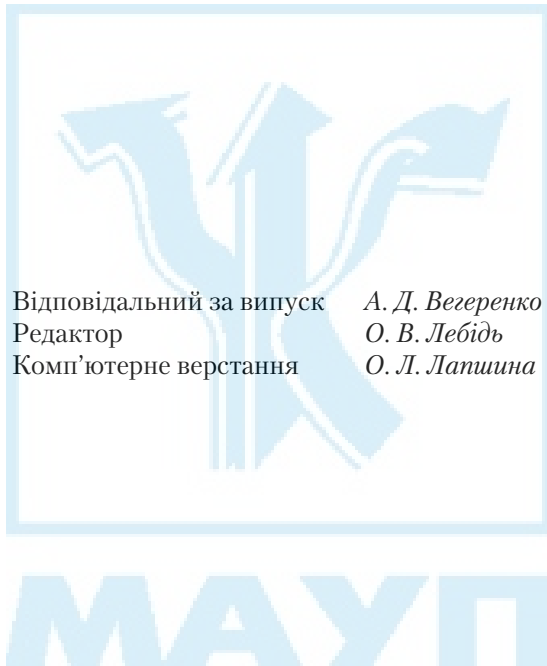 Відповідальний за випуск А. Д. Вегеренко
Редактор О. В. Лебідь
Комп’ютерне верстання О. Л. Лапшина
МАУП